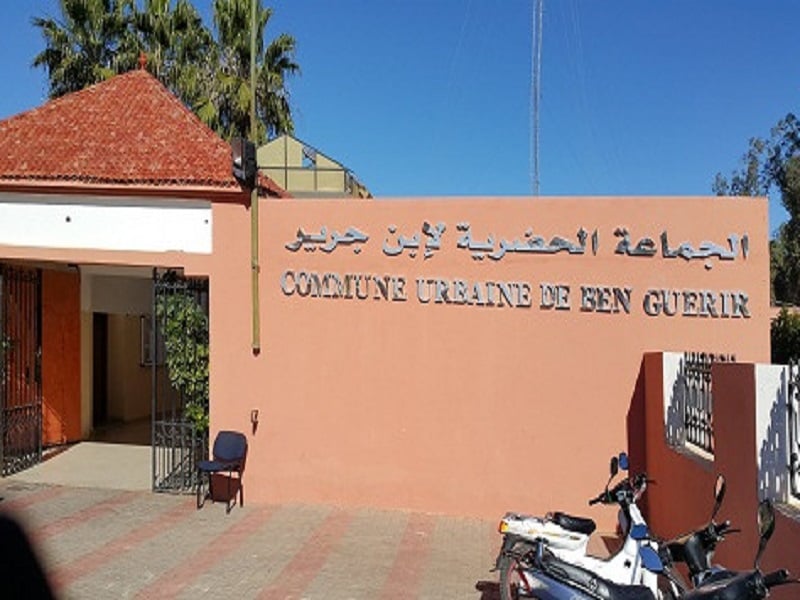 الجماعة الحضرية لإبن جرير
COMMUNE URBAINE DE BEN GUERIR